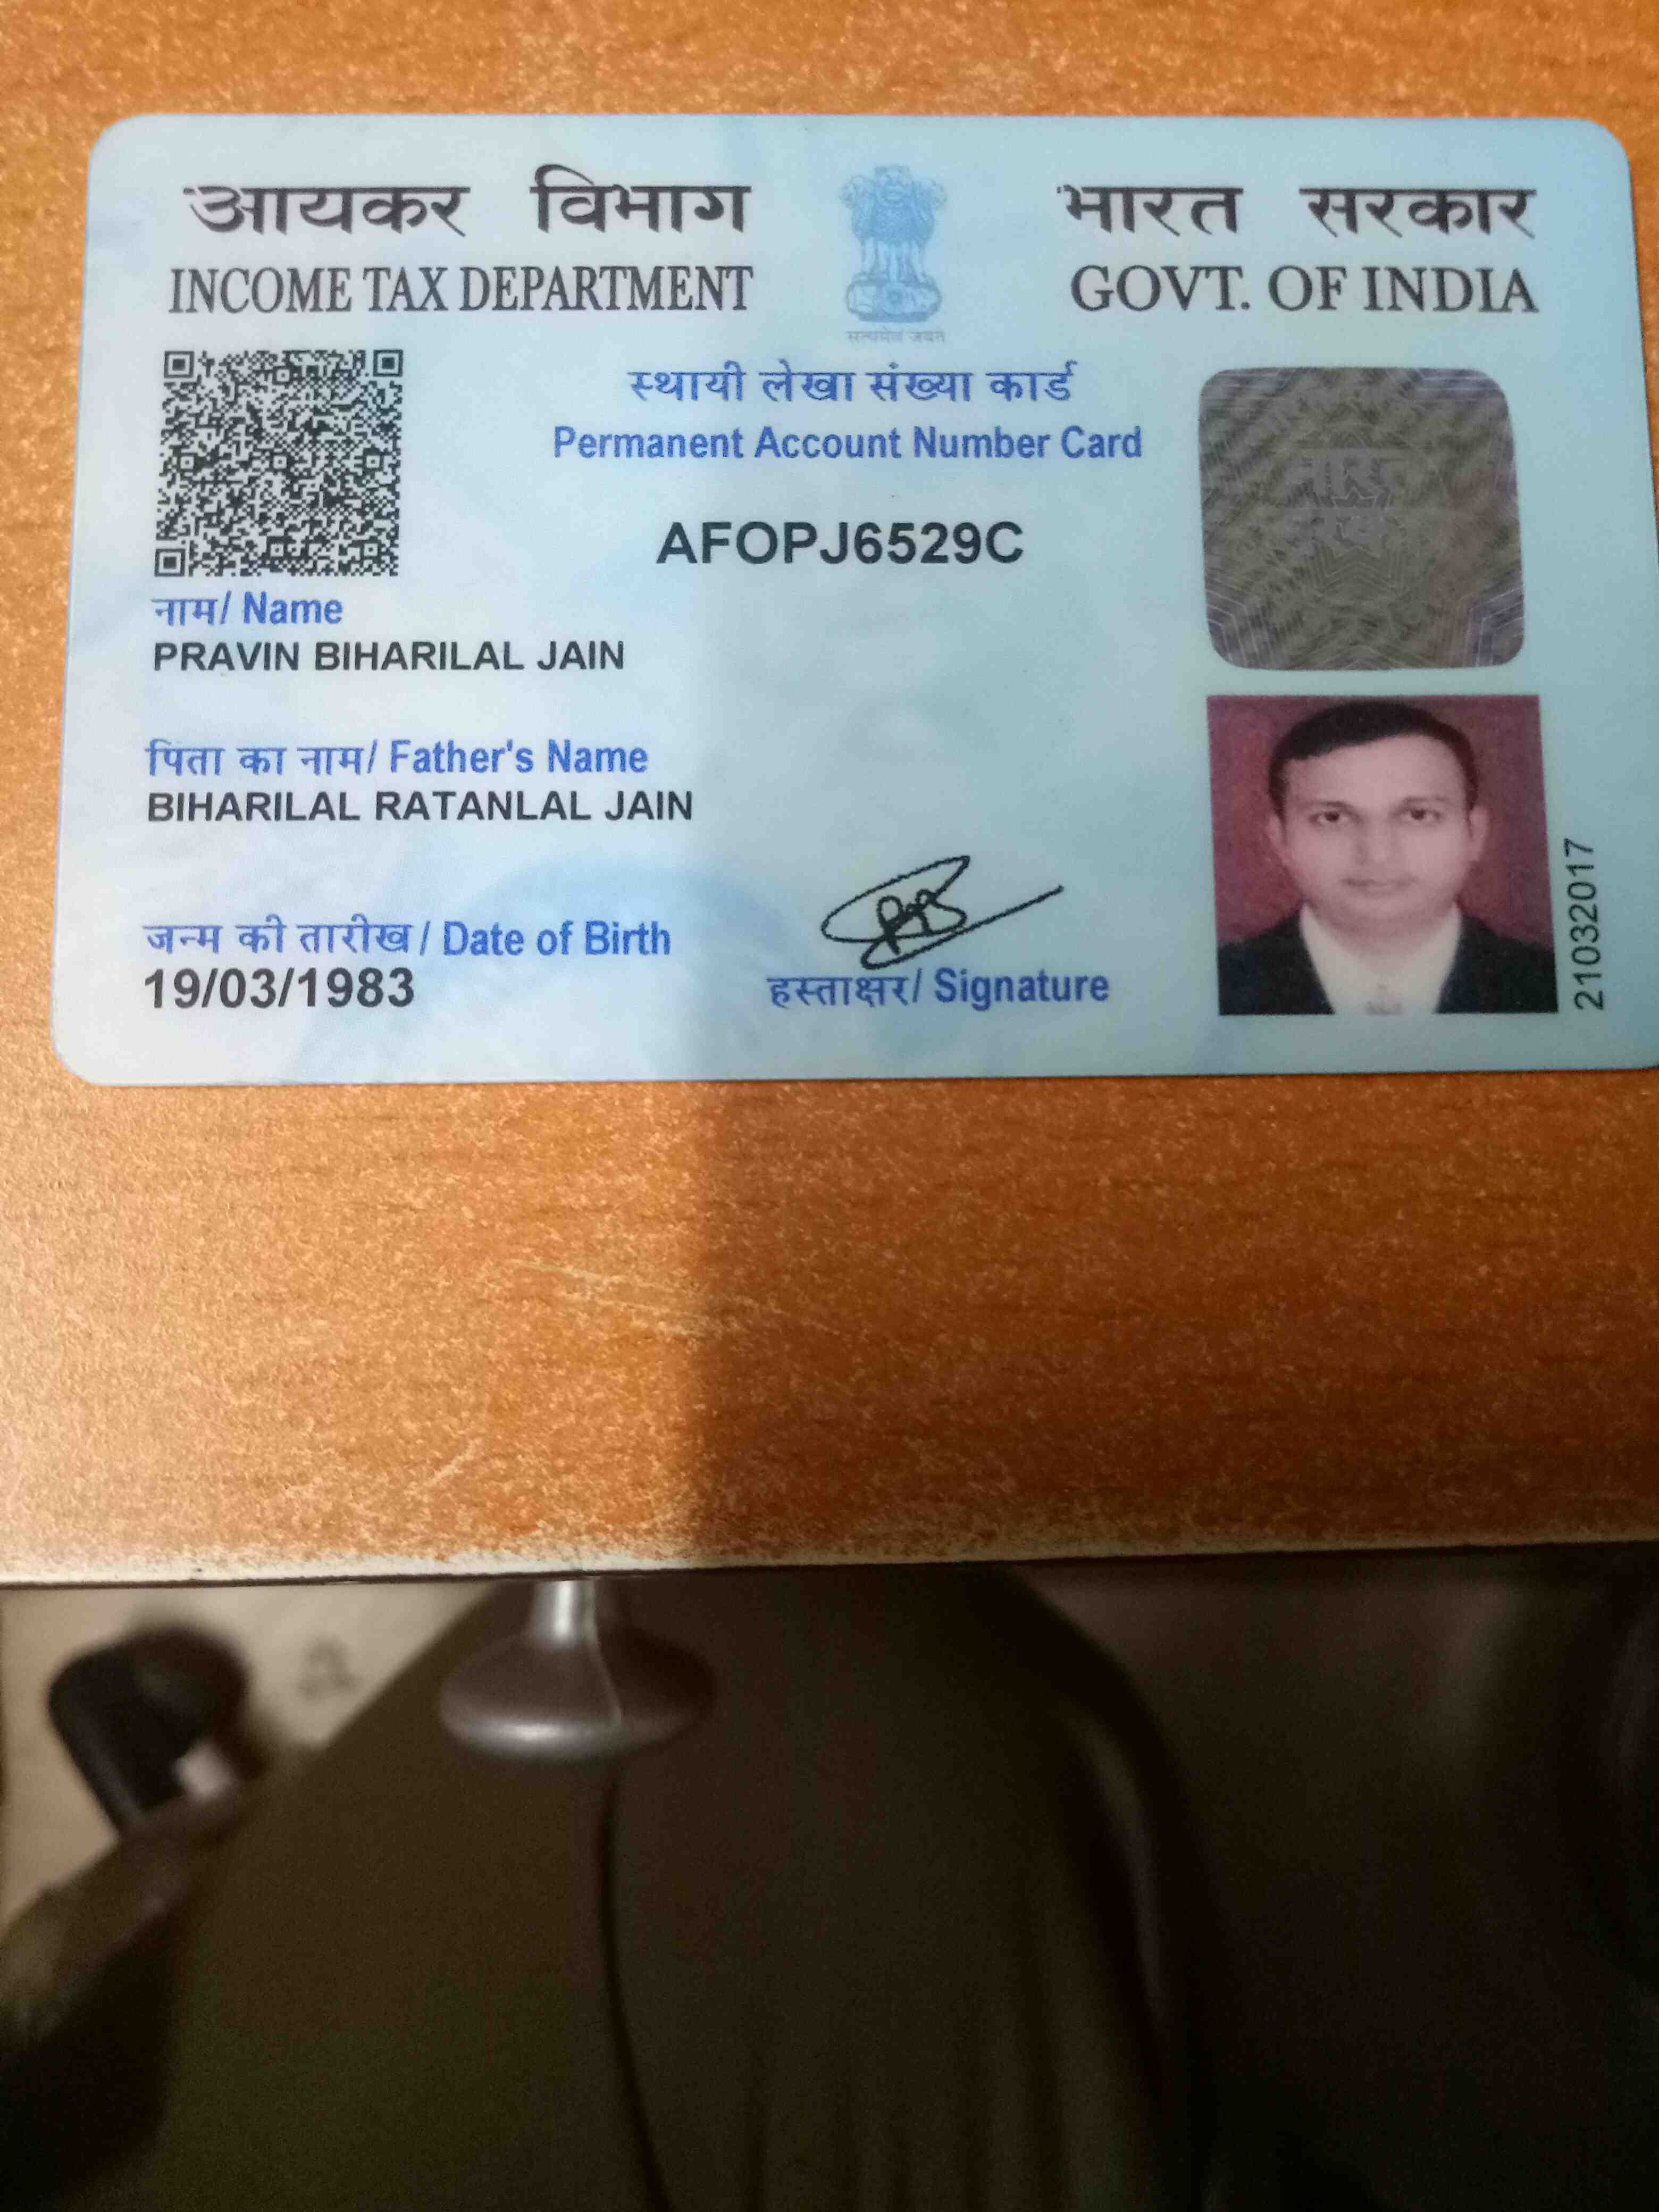 आयकर विभाग
INCOME TAX DEPARTMENT
सत्यमेव जयते
भारत सरकार
GOVT. OF INDIA
स्थायी लेखा संख्या कार्ड
Permanent Account Number Card
AFOPJ6529C
भारत
नाम/ Name
PRAVIN BIHARILAL JAIN
पिता का नाम/ Father's Name
BIHARILAL RATANLAL JAIN
जन्म की तारीख / Date of Birth
19/03/1983
हस्ताक्षर/ Signature
21032017